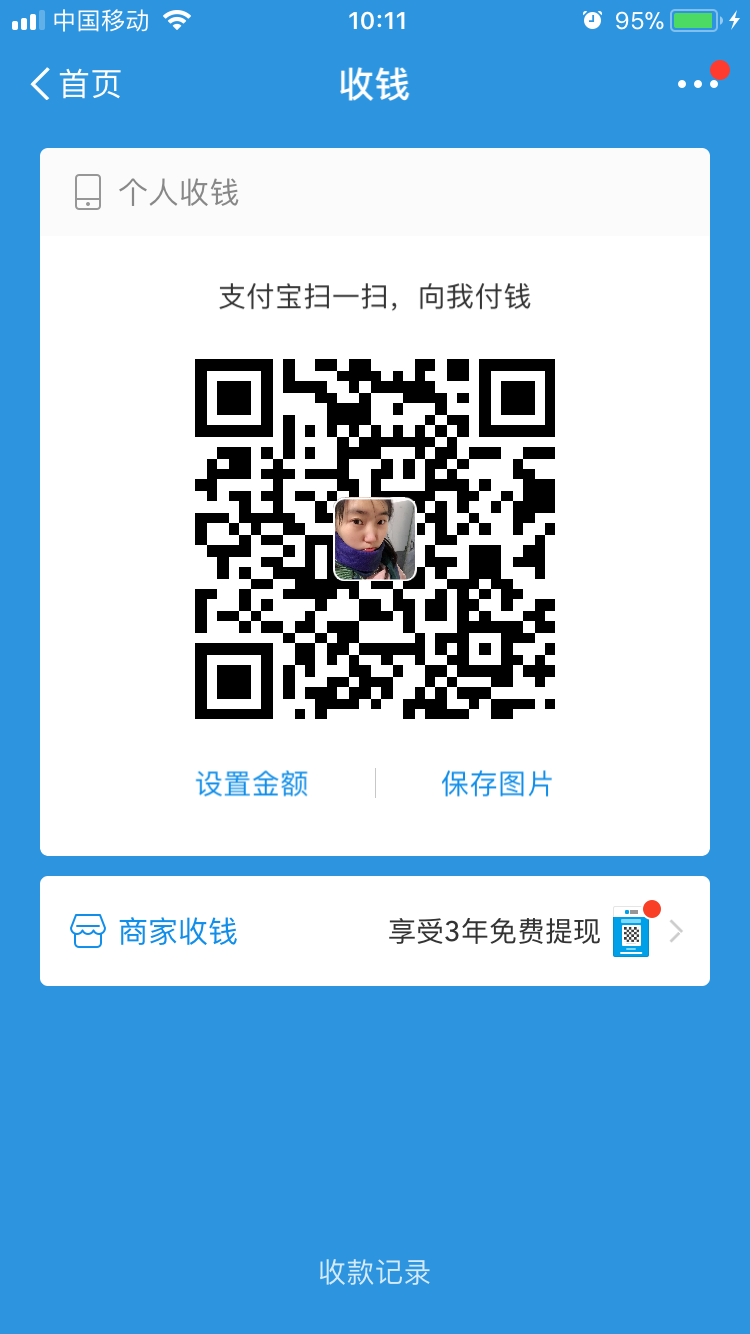 中国移动 10:11 95%
首页 收钱
个人收钱
支付宝扫一扫，向我付钱
设置金额 保存图片
商家收钱 享受3年免费提现
收款记录